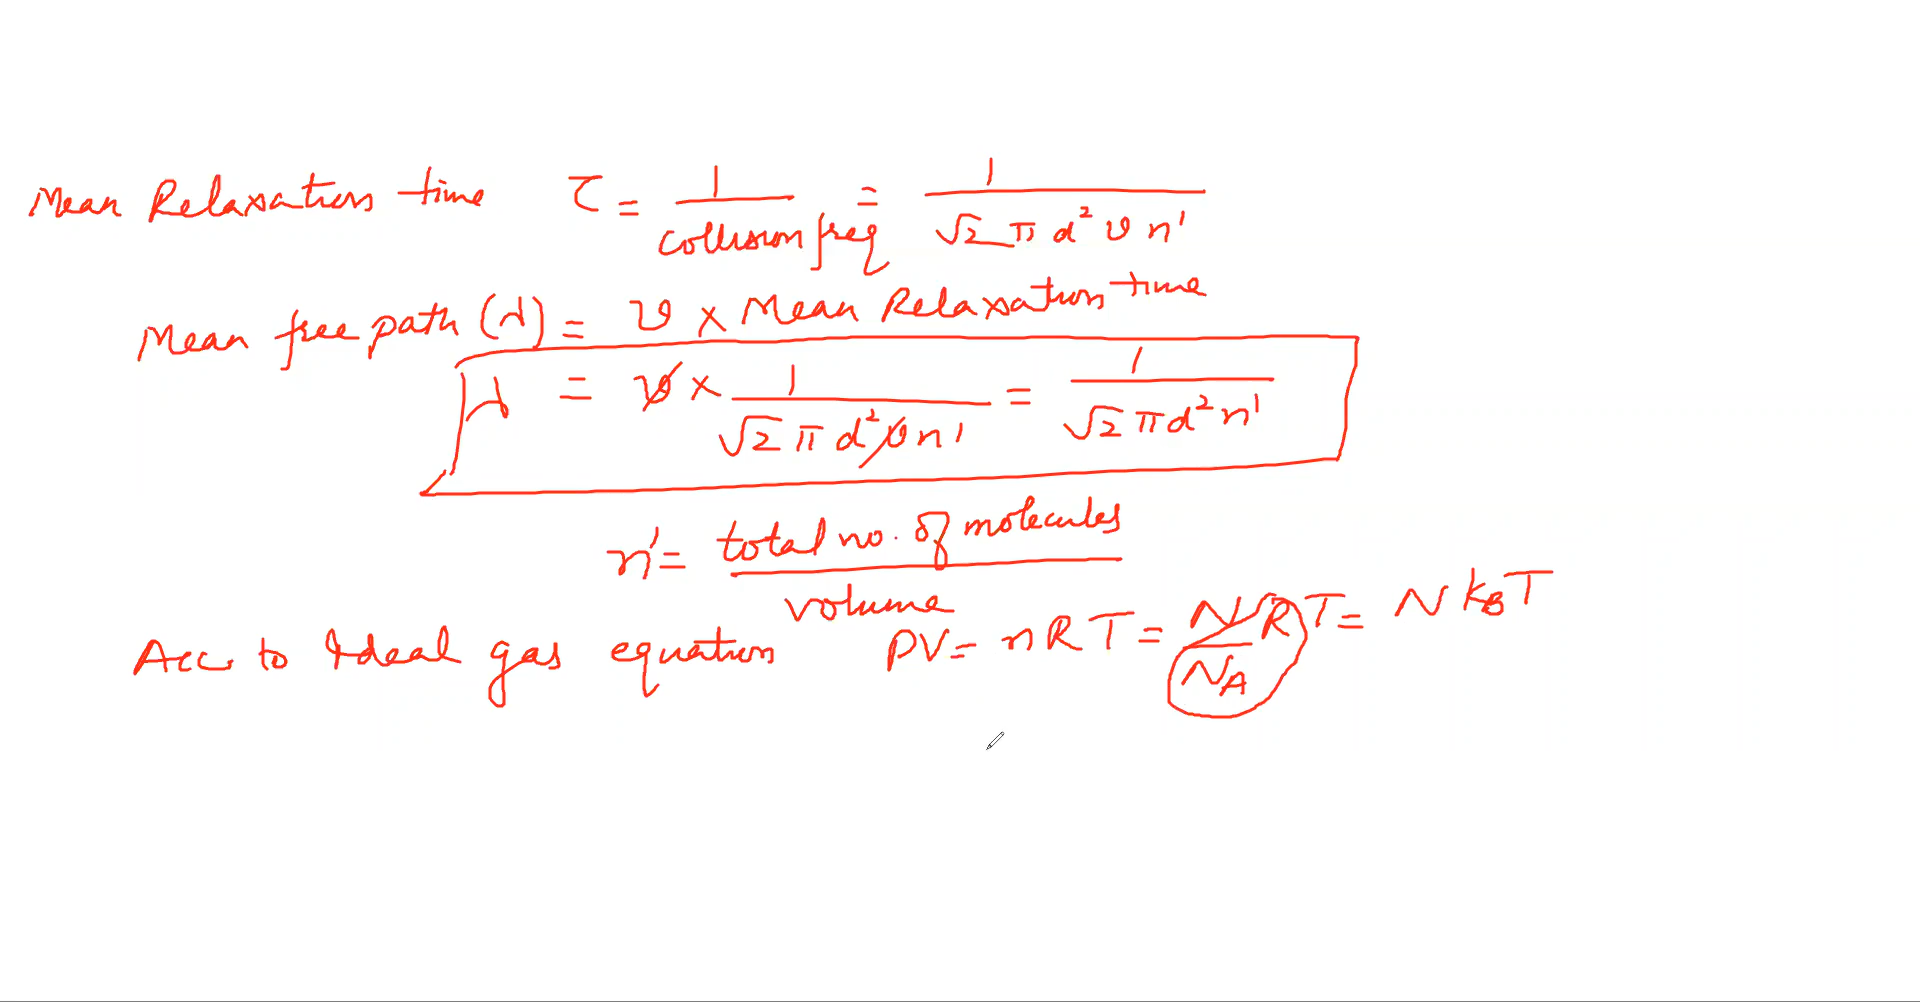 Mean Relaxation time τ = 1/collision freq = 1/√2 π d² v n'
Mean free path (λ) = v × Mean Relaxation time
λ = v × 1/√2 π d² v n' = 1/√2 π d² n'
n' = total no. of molecules/volume
Acc to Ideal gas equation PV = nRT = N/N_A RT = N k_B T